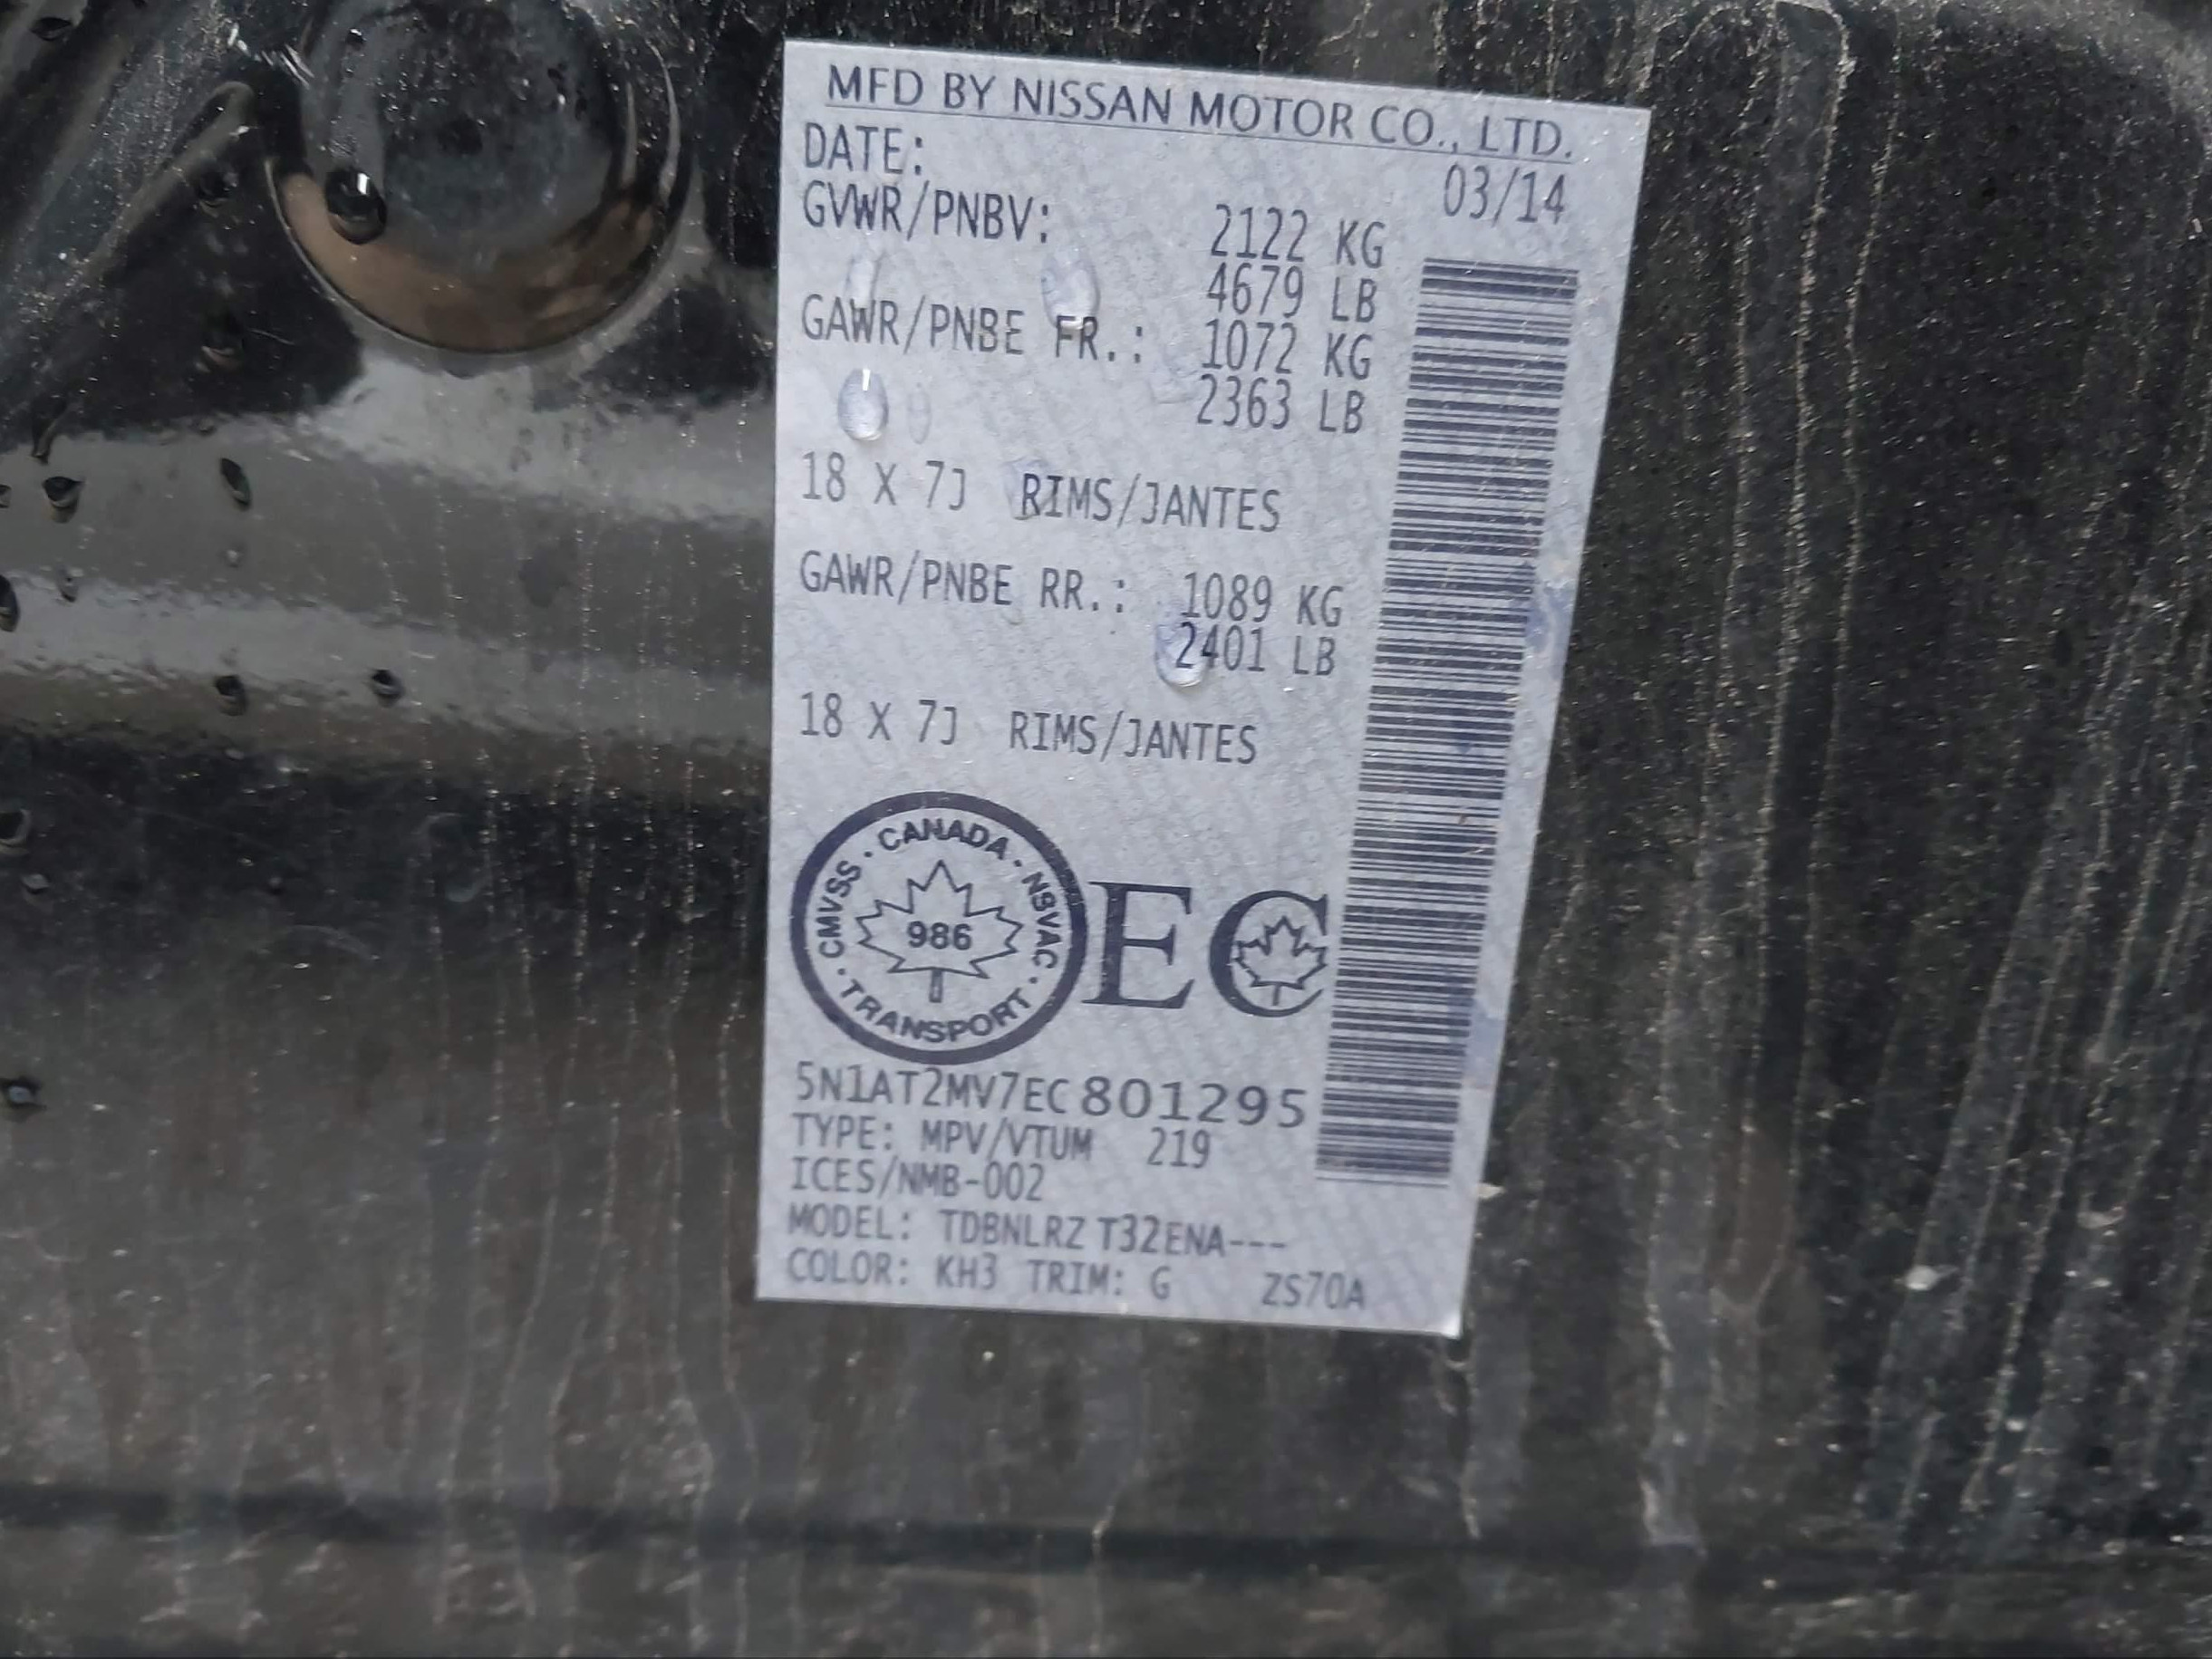 MFD BY NISSAN MOTOR CO., LTD.
DATE: 03/14
GVWR/PNBV: 2122 KG
4679 LB
GAWR/PNBE FR.: 1072 KG
2363 LB
18 X 7J RIMS/JANTES
GAWR/PNBE RR.: 1089 KG
2401 LB
18 X 7J RIMS/JANTES
CANADA · NSVAC · TRANSPORT · CMVSS ·
986
EC
5N1AT2MV7EC801295
TYPE: MPV/VTUM 219
ICES/NMB-002
MODEL: TDBNLRZ T32ENA---
COLOR: KH3 TRIM: G ZS70A